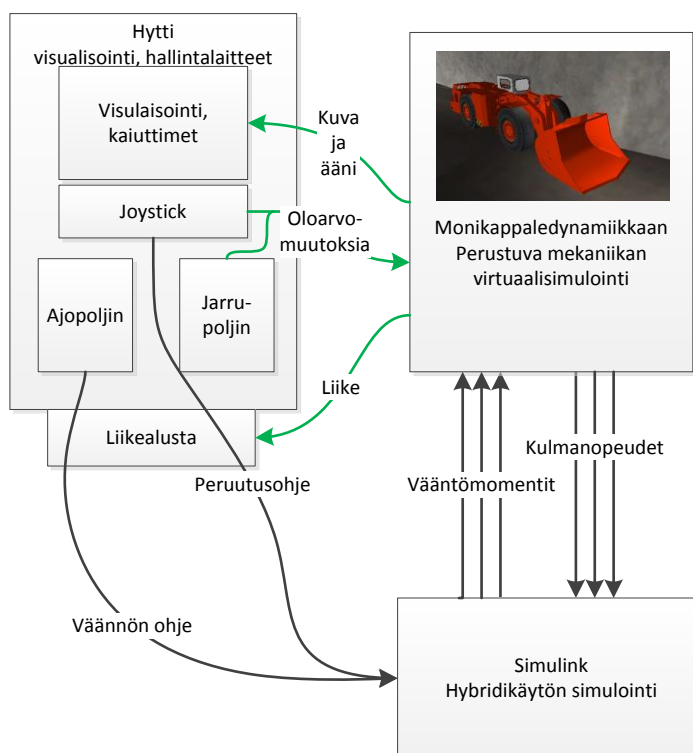 Hytti
visualisointi, hallintalaitteet
Visulaisointi,
kaiuttimet
Joystick
Ajopoljin
Jarru-
poljin
Liikealusta
Kuva
ja
ääni
Oloarvo-
muutoksia
Liike
Monikappaledynamiikkaan
Perustuva mekaniikan
virtuaalisimulointi
Peruutusohje
Vääntömomentit
Kulmanopeudet
Väännön ohje
Simulink
Hybridikäytön simulointi